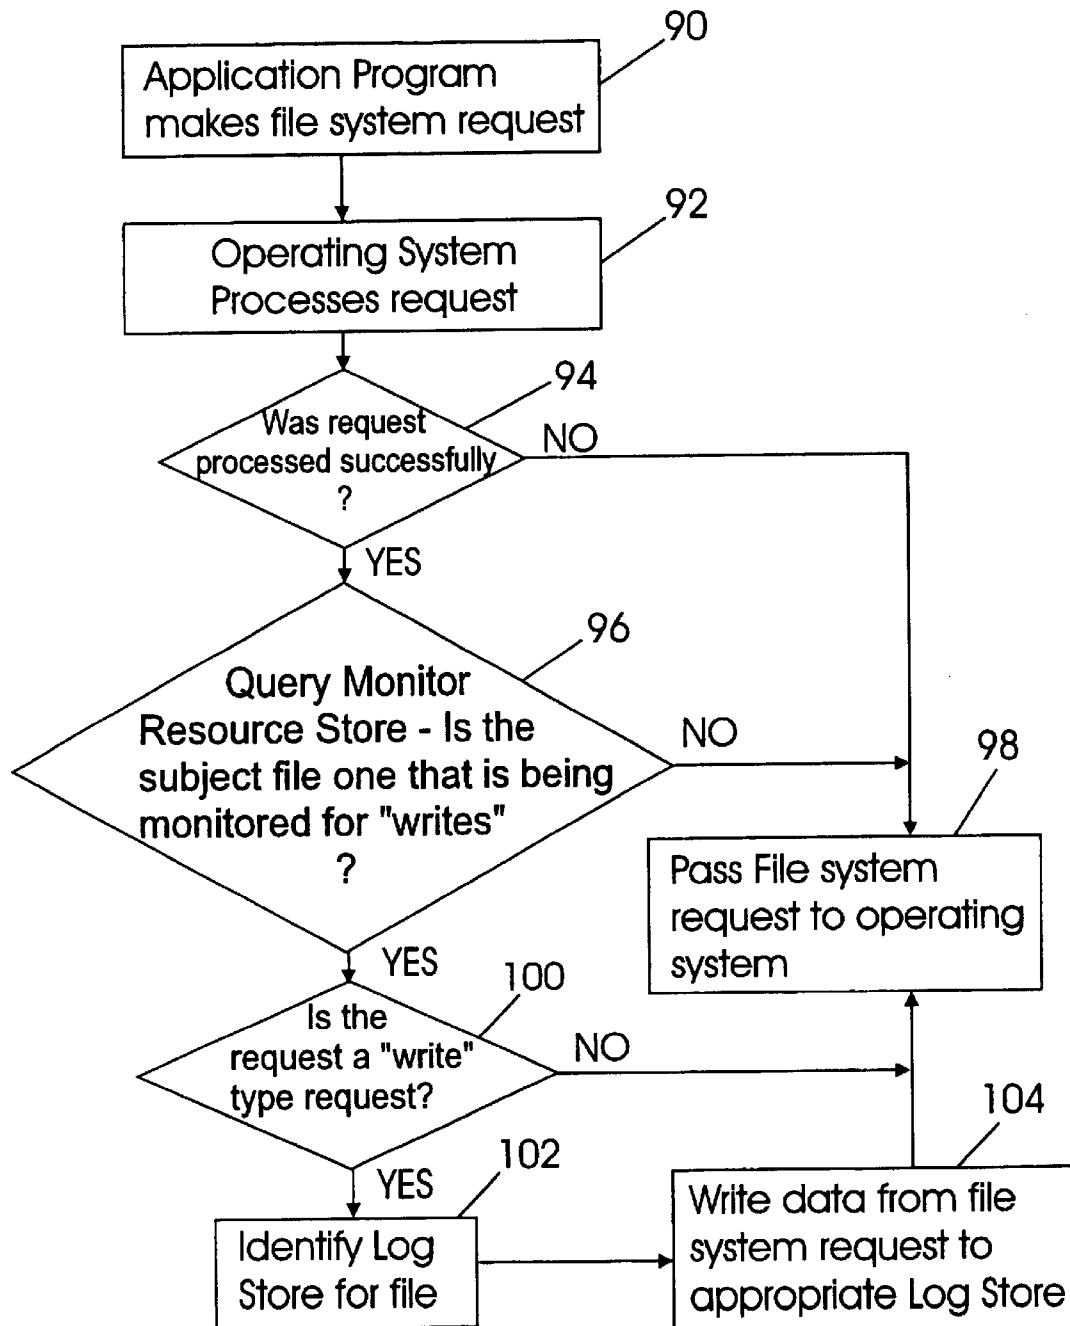 90
Application Program
makes file system request
92
Operating System
Processes request
94
Was request
processed successfully
?
NO
YES
96
Query Monitor
Resource Store - Is the
subject file one that is being
monitored for "writes"
?
NO
98
Pass File system
request to operating
system
YES
100
Is the
request a "write"
type request?
NO
104
YES
102
Identify Log
Store for file
Write data from file
system request to
appropriate Log Store